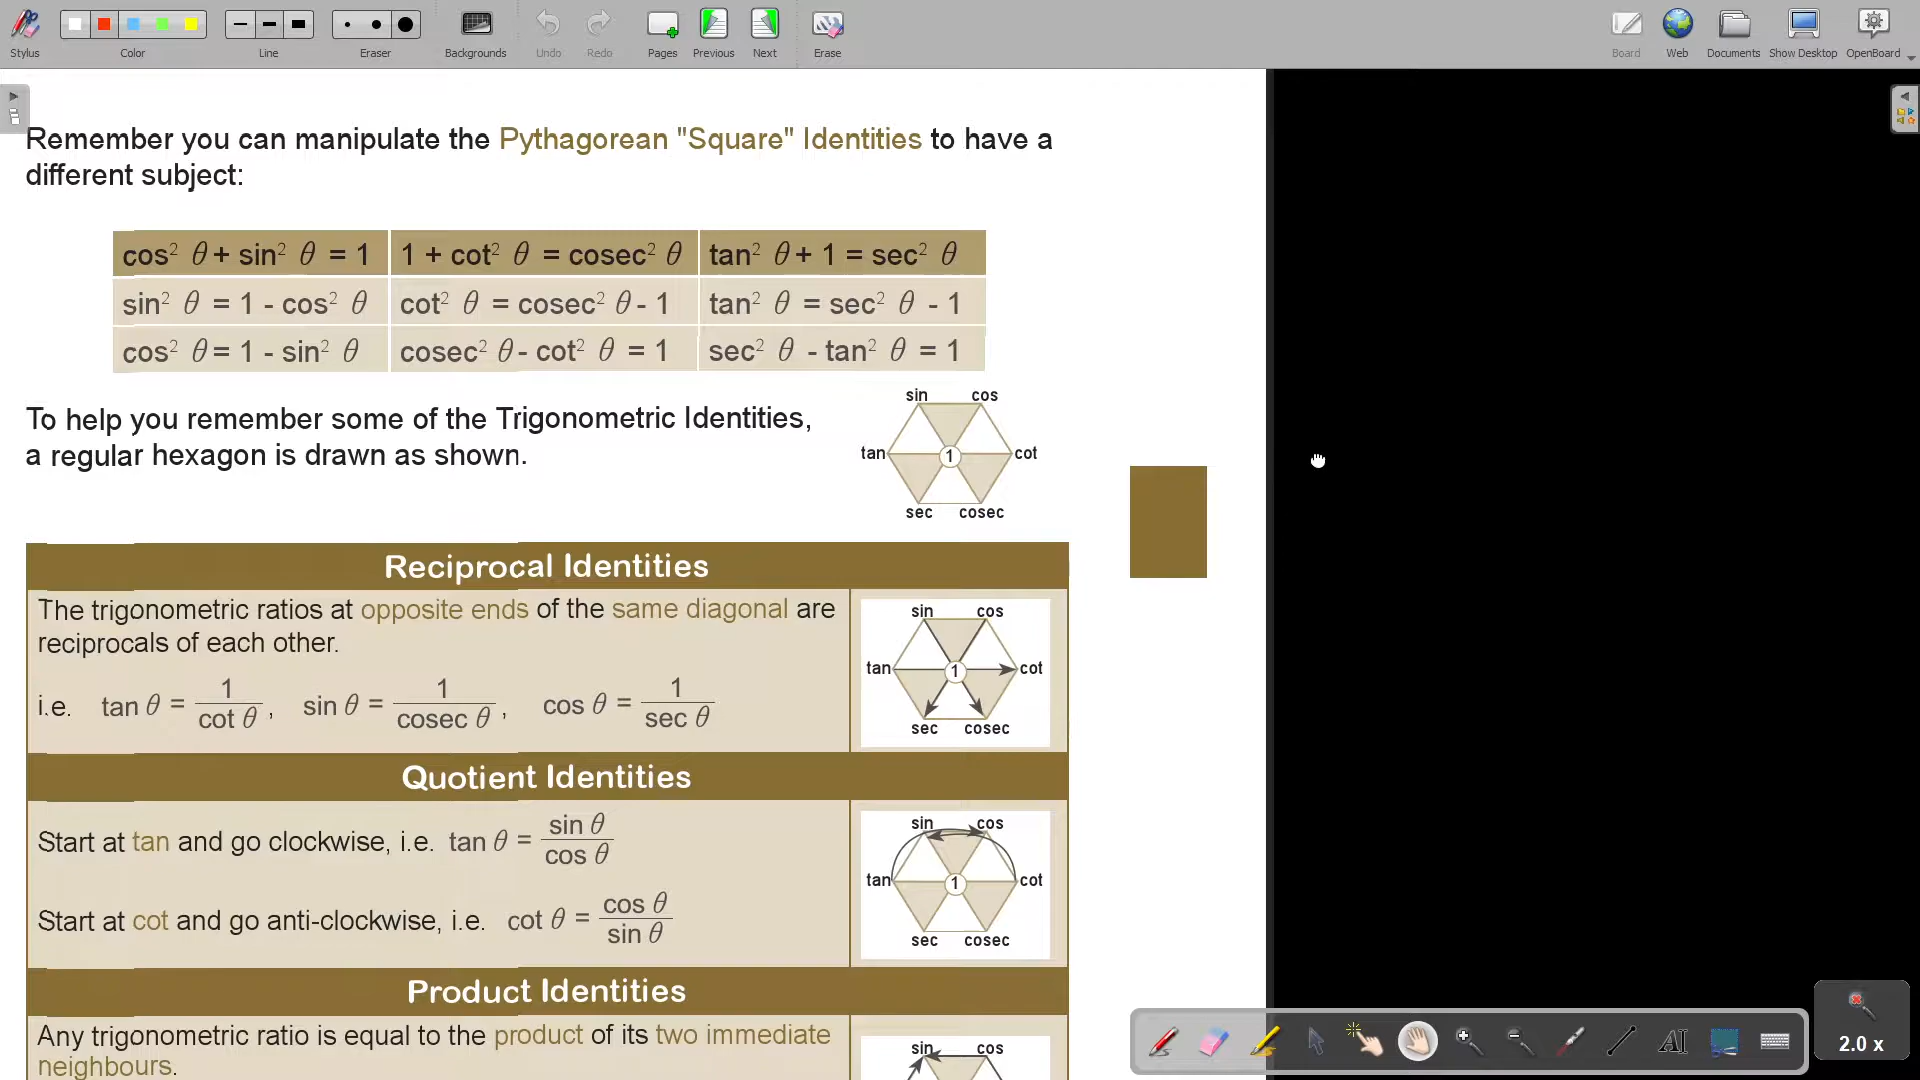 Stylus
Color
Line
Eraser
Backgrounds
Undo
Redo
Pages
Previous
Next
Erase
Board
Web
Documents
Show Desktop
OpenBoard
Remember you can manipulate the Pythagorean "Square" Identities to have a
different subject:
cos² θ + sin² θ = 1
1 + cot² θ = cosec² θ
tan² θ + 1 = sec² θ
sin² θ = 1 - cos² θ
cot² θ = cosec² θ - 1
tan² θ = sec² θ - 1
cos² θ = 1 - sin² θ
cosec² θ - cot² θ = 1
sec² θ - tan² θ = 1
To help you remember some of the Trigonometric Identities,
a regular hexagon is drawn as shown.
sin cos
tan 1 cot
sec cosec
Reciprocal Identities
The trigonometric ratios at opposite ends of the same diagonal are
reciprocals of each other.
i.e. tan θ = 1/cot θ, sin θ = 1/cosec θ, cos θ = 1/sec θ
sin cos
tan 1 cot
sec cosec
Quotient Identities
Start at tan and go clockwise, i.e. tan θ = sin θ/cos θ
Start at cot and go anti-clockwise, i.e. cot θ = cos θ/sin θ
sin cos
tan 1 cot
sec cosec
Product Identities
Any trigonometric ratio is equal to the product of its two immediate
neighbours.
sin cos
AI
2.0 x